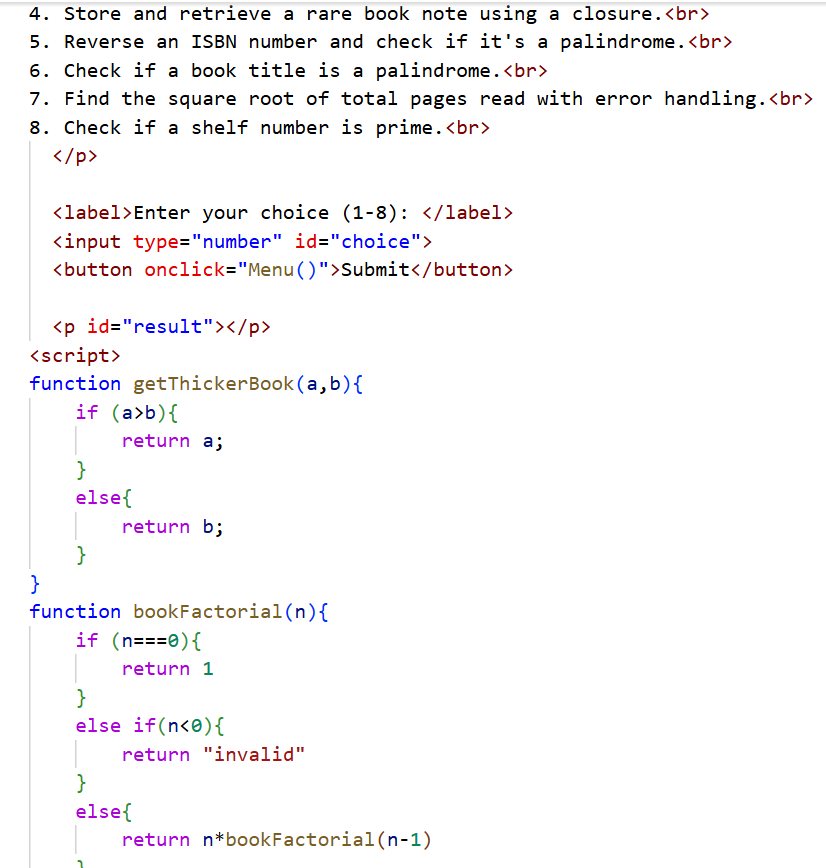 4. Store and retrieve a rare book note using a closure.<br>
5. Reverse an ISBN number and check if it's a palindrome.<br>
6. Check if a book title is a palindrome.<br>
7. Find the square root of total pages read with error handling.<br>
8. Check if a shelf number is prime.<br>
</p>
<label>Enter your choice (1-8): </label>
<input type="number" id="choice">
<button onclick="Menu()">Submit</button>
<p id="result"></p>
<script>
function getThickerBook(a,b){
if (a>b){
return a;
}
else{
return b;
}
}
function bookFactorial(n){
if (n===0){
return 1
}
else if(n<0){
return "invalid"
}
else{
return n*bookFactorial(n-1)
}